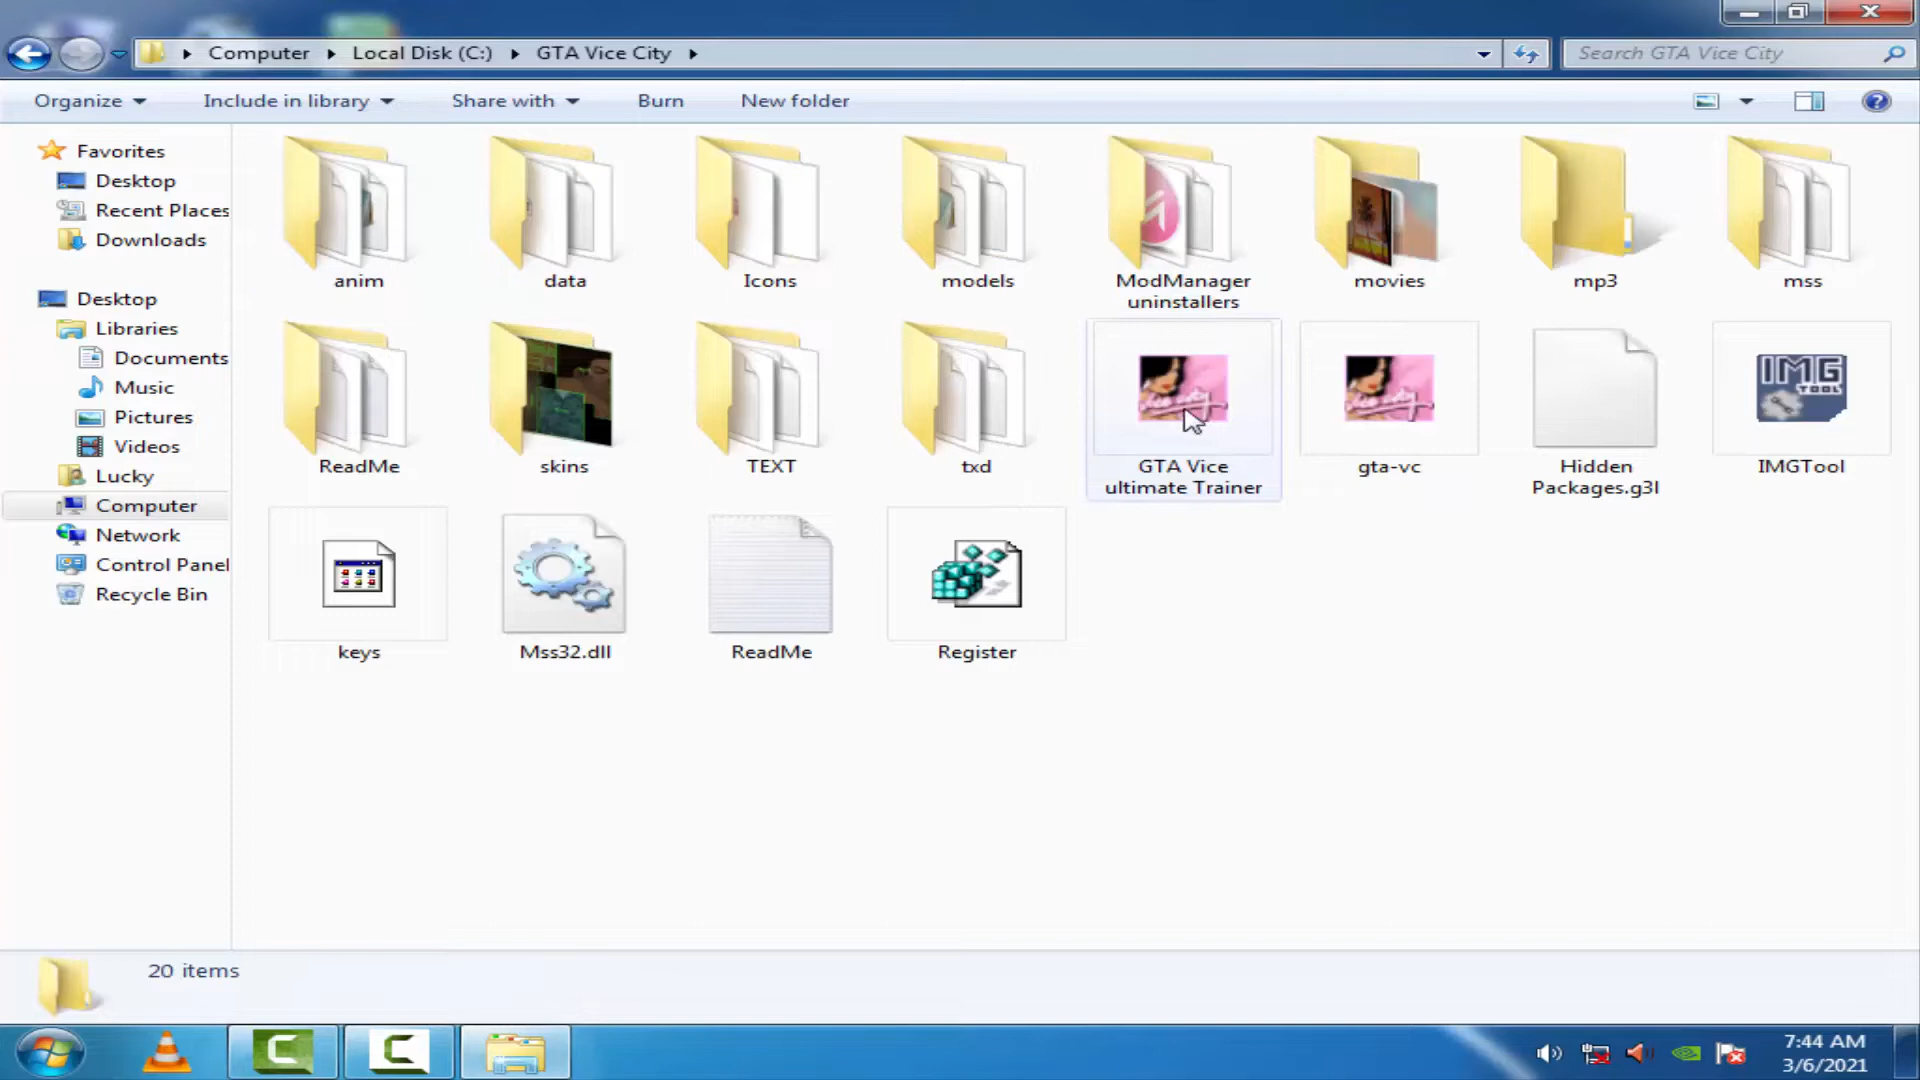 Computer Local Disk (C:) GTA Vice City
Search GTA Vice City
Organize Include in library Share with Burn New folder
Favorites
Desktop
Recent Places
Downloads
Desktop
Libraries
Documents
Music
Pictures
Videos
Lucky
Computer
Network
Control Panel
Recycle Bin
anim
data
Icons
models
ModManager
uninstallers
movies
mp3
mss
ReadMe
skins
TEXT
txd
GTA Vice
ultimate Trainer
gta-vc
Hidden
Packages.g3l
IMG
TOOL
IMGTool
keys
Mss32.dll
ReadMe
Register
20 items
7:44 AM
3/6/2021